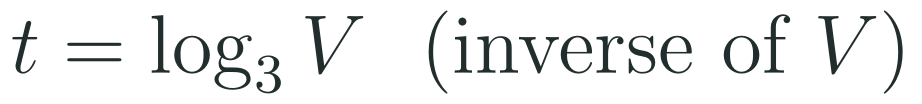 t = log₃ V (inverse of V)